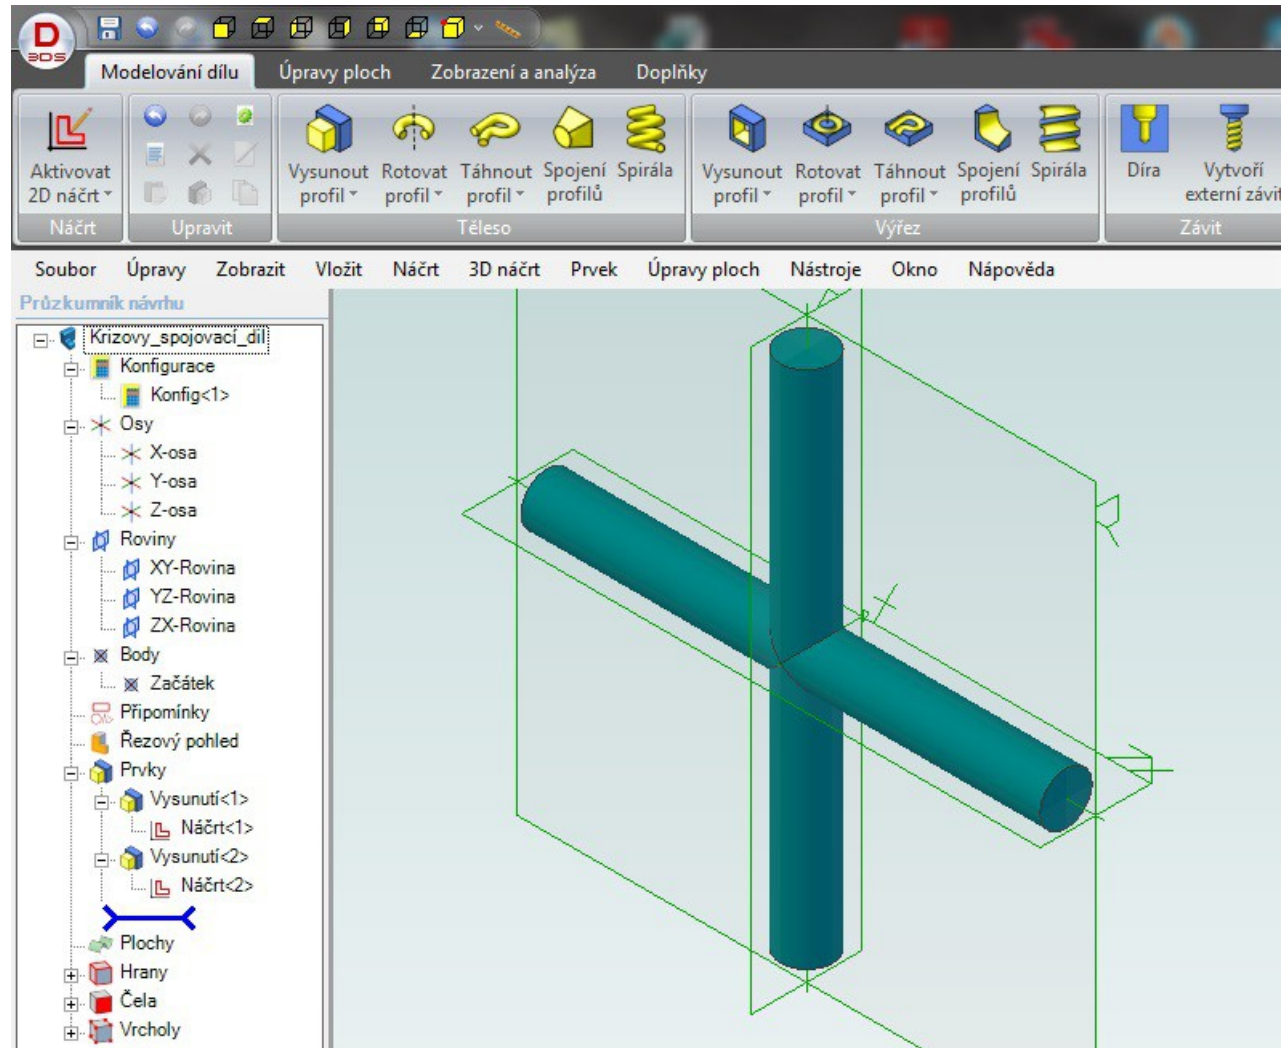 D
3DS
Modelování dílu Úpravy ploch Zobrazení a analýza Doplňky
Aktivovat Vysunout Rotovat Táhnout Spojení Spirála Vysunout Rotovat Táhnout Spojení Spirála Díra Vytvoří
2D náčrt profil profil profil profilů profil profil profil profilů externí závit
Náčrt Upravit Těleso Výřez Závit
Soubor Úpravy Zobrazit Vložit Náčrt 3D náčrt Prvek Úpravy ploch Nástroje Okno Nápověda
Průzkumník návrhu
Krizovy_spojovací_díl
Konfigurace
Konfig<1>
Osy
X-osa
Y-osa
Z-osa
Roviny
XY-Rovina
YZ-Rovina
ZX-Rovina
Body
Začátek
Připomínky
Řezový pohled
Prvky
Vysunutí<1>
Náčrt<1>
Vysunutí<2>
Náčrt<2>
Plochy
Hrany
Čela
Vrcholy